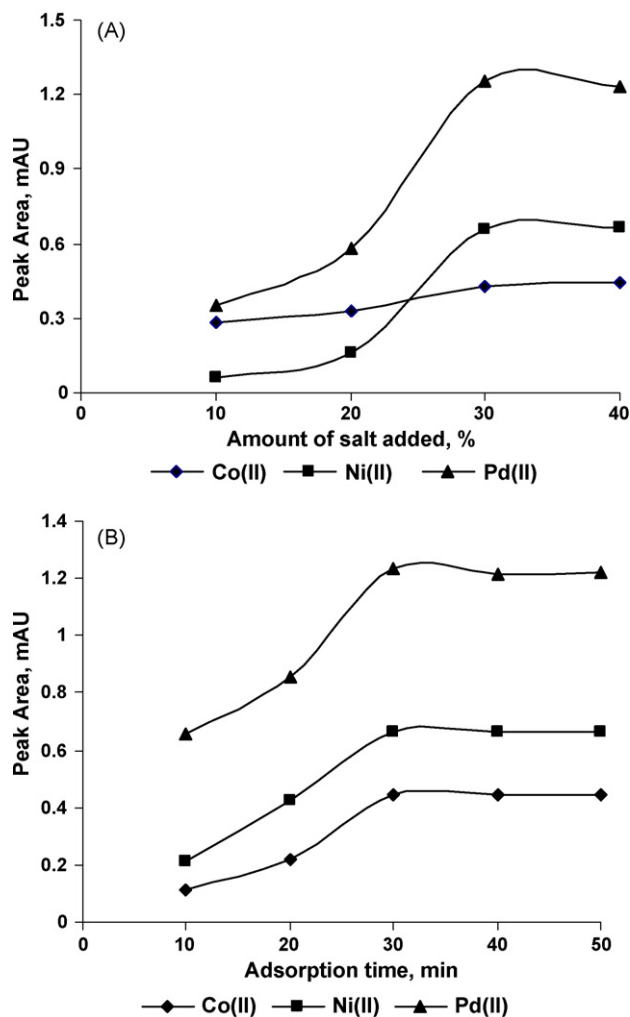 (A)
1.5
1.2
0.9
0.6
0.3
0
Peak Area, mAU
0 10 20 30 40
Amount of salt added, %
Co(II) Ni(II) Pd(II)
(B)
1.4
1.2
1
0.8
0.6
0.4
0.2
0
Peak Area, mAU
0 10 20 30 40 50
Adsorption time, min
Co(II) Ni(II) Pd(II)